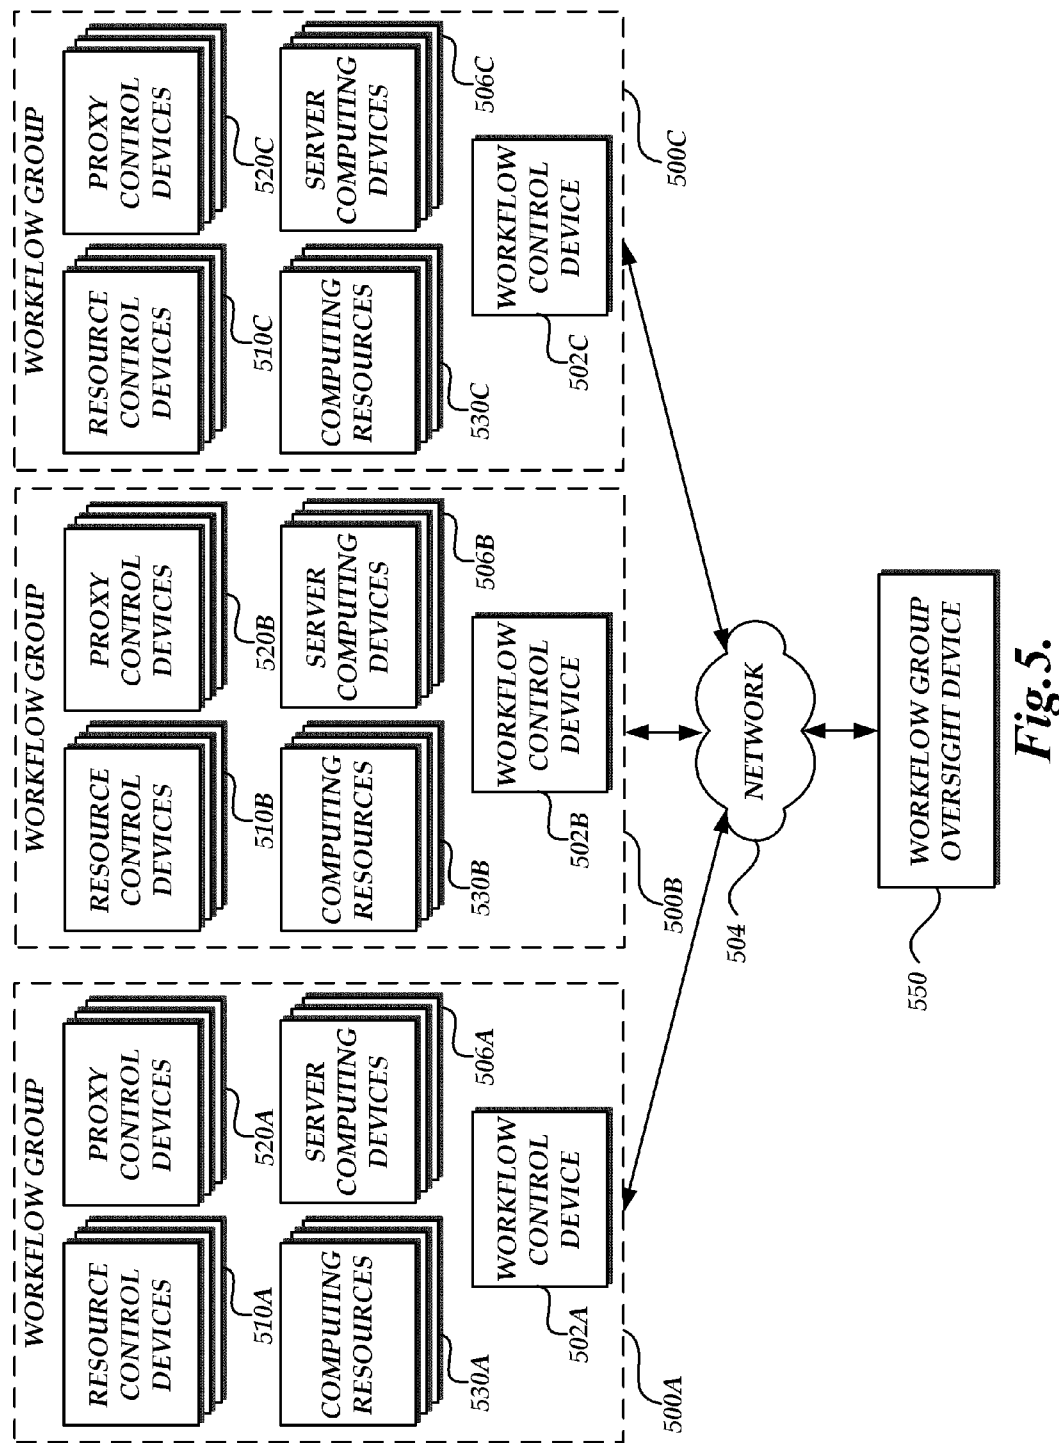 WORKFLOW GROUP
RESOURCE
CONTROL
DEVICES
510A
PROXY
CONTROL
DEVICES
520A
COMPUTING
RESOURCES
530A
SERVER
COMPUTING
DEVICES
506A
WORKFLOW
CONTROL
DEVICE
502A
500A
WORKFLOW GROUP
RESOURCE
CONTROL
DEVICES
510B
PROXY
CONTROL
DEVICES
520B
COMPUTING
RESOURCES
530B
SERVER
COMPUTING
DEVICES
506B
WORKFLOW
CONTROL
DEVICE
502B
500B
WORKFLOW GROUP
RESOURCE
CONTROL
DEVICES
510C
PROXY
CONTROL
DEVICES
520C
COMPUTING
RESOURCES
530C
SERVER
COMPUTING
DEVICES
506C
WORKFLOW
CONTROL
DEVICE
502C
500C
NETWORK
504
WORKFLOW GROUP
OVERSIGHT DEVICE
550
Fig.5.